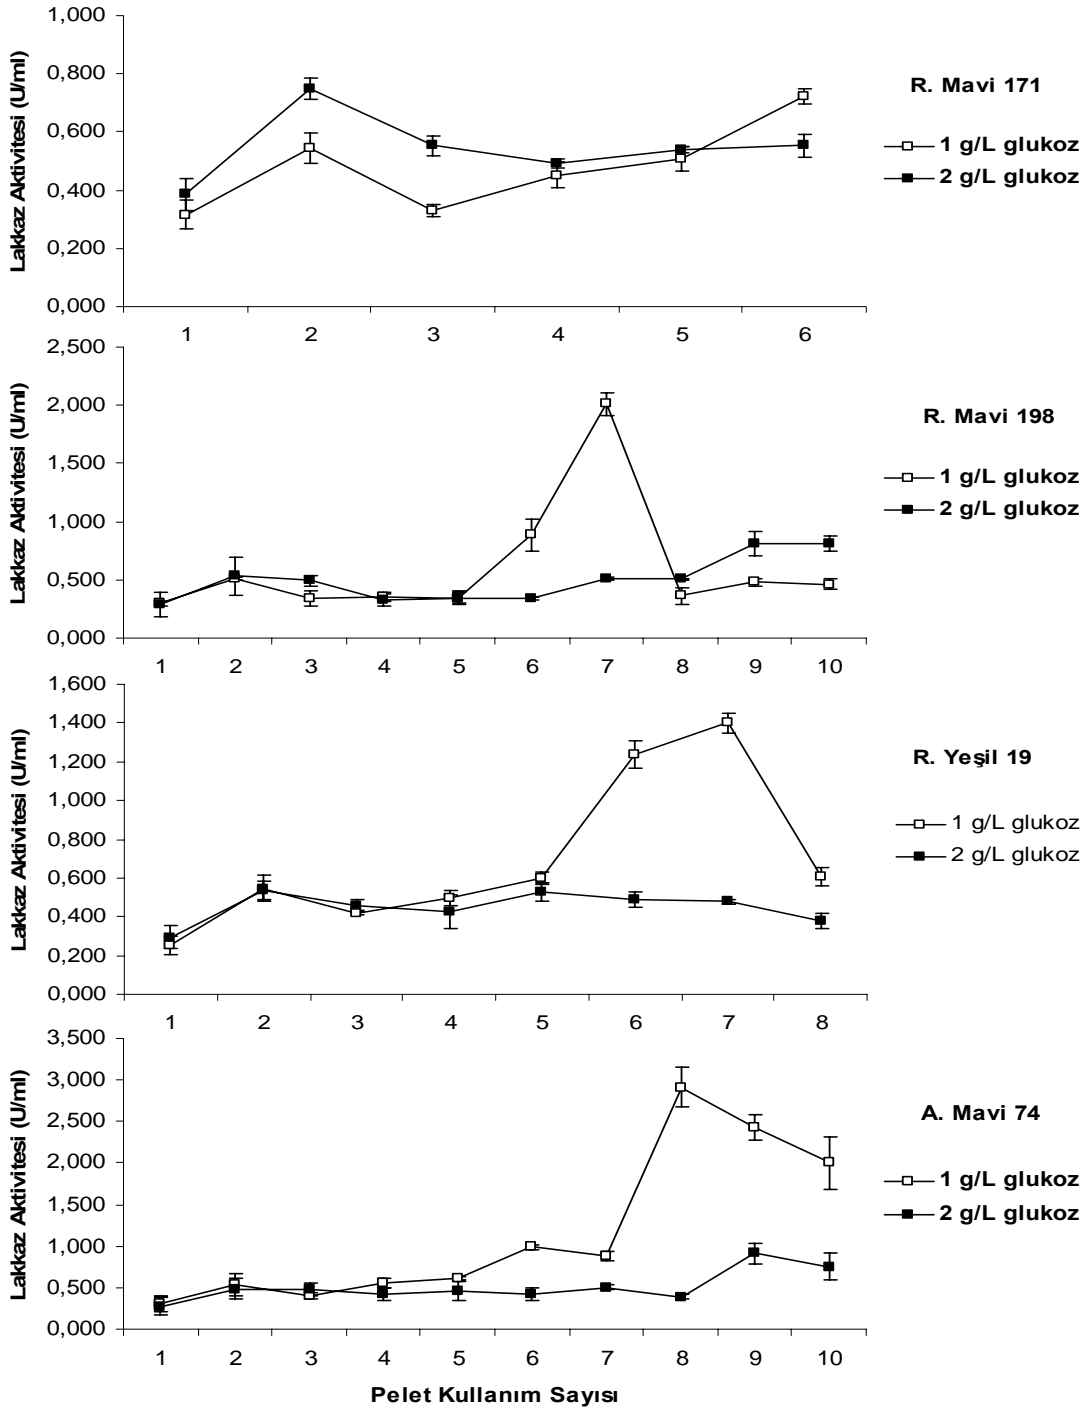 1,000
0,800
0,600
0,400
0,200
0,000
Lakkaz Aktivitesi (U/ml)
1 2 3 4 5 6
R. Mavi 171
1 g/L glukoz
2 g/L glukoz
2,500
2,000
1,500
1,000
0,500
0,000
Lakkaz Aktivitesi (U/ml)
1 2 3 4 5 6 7 8 9 10
R. Mavi 198
1 g/L glukoz
2 g/L glukoz
1,600
1,400
1,200
1,000
0,800
0,600
0,400
0,200
0,000
Lakkaz Aktivitesi (U/ml)
1 2 3 4 5 6 7 8
R. Yeşil 19
1 g/L glukoz
2 g/L glukoz
3,500
3,000
2,500
2,000
1,500
1,000
0,500
0,000
Lakkaz Aktivitesi (U/ml)
1 2 3 4 5 6 7 8 9 10
A. Mavi 74
1 g/L glukoz
2 g/L glukoz
Pelet Kullanım Sayısı